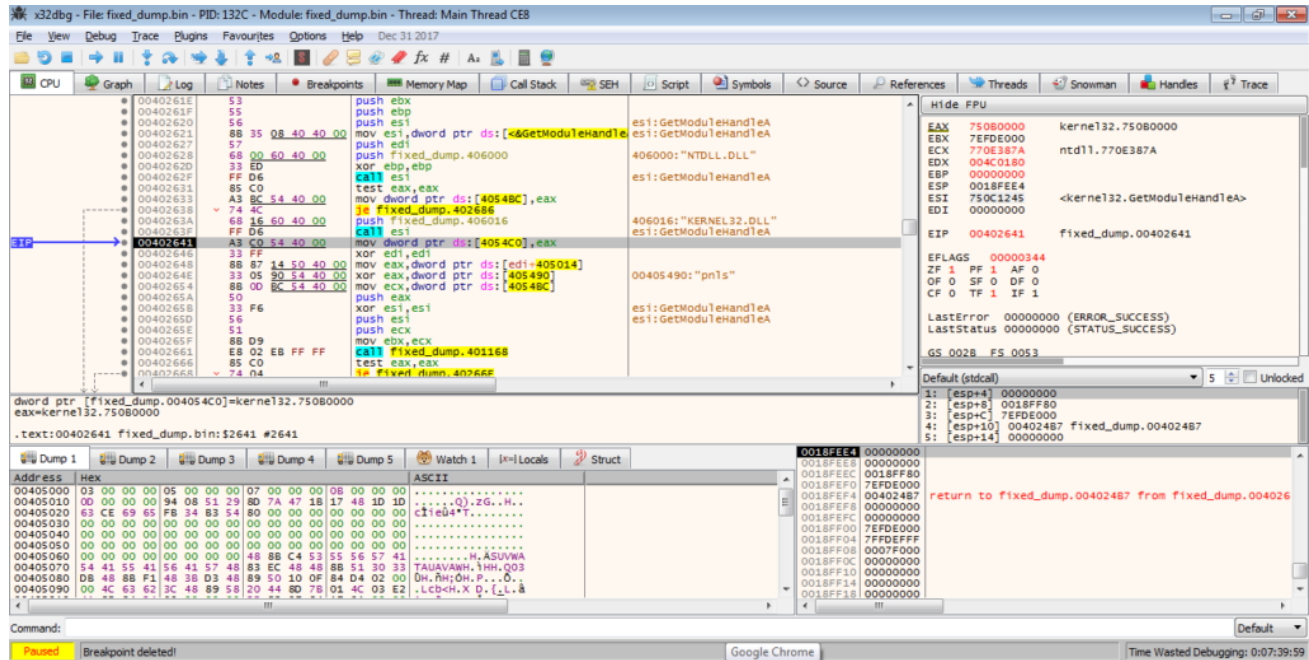 x32dbg - File: fixed_dump.bin - PID: 132C - Module: fixed_dump.bin - Thread: Main Thread CE8
File View Debug Trace Plugins Favourites Options Help Dec 31 2017
CPU Graph Log Notes Breakpoints Memory Map Call Stack SEH Script Symbols Source References Threads Snowman Handles Trace
0040261E 53 push ebx
0040261F 55 push ebp
00402620 56 push esi esi:GetModuleHandleA
00402621 8B 35 08 40 40 00 mov esi,dword ptr ds:[<&GetModuleHandle esi:GetModuleHandleA
00402627 57 push edi
00402628 68 00 60 40 00 push fixed_dump.406000 406000:"NTDLL.DLL"
0040262D 33 ED xor ebp,ebp
0040262F FF D6 call esi esi:GetModuleHandleA
00402631 85 C0 test eax,eax
00402633 A3 BC 54 40 00 mov dword ptr ds:[4054BC],eax
00402638 74 4C je fixed_dump.402686
0040263A 68 16 60 40 00 push fixed_dump.406016 406016:"KERNEL32.DLL"
0040263F FF D6 call esi esi:GetModuleHandleA
EIP 00402641 A3 C0 54 40 00 mov dword ptr ds:[4054C0],eax
00402646 33 FF xor edi,edi
00402648 8B 87 14 50 40 00 mov eax,dword ptr ds:[edi+405014]
0040264E 33 05 90 54 40 00 xor eax,dword ptr ds:[405490] 00405490:"pnls"
00402654 8B 0D BC 54 40 00 mov ecx,dword ptr ds:[4054BC]
0040265A 50 push eax
0040265B 33 F6 xor esi,esi esi:GetModuleHandleA
0040265D 56 push esi esi:GetModuleHandleA
0040265E 51 push ecx
0040265F 8B D9 mov ebx,ecx
00402661 E8 02 EB FF FF call fixed_dump.401168
00402666 85 C0 test eax,eax
00402668 74 04 je fixed_dump.40266E
Hide FPU
EAX 750B0000 kernel32.750B0000
EBX 7EFDE000
ECX 770E387A ntdll.770E387A
EDX 004C0180
EBP 00000000
ESP 0018FEE4
ESI 750C1245 <kernel32.GetModuleHandleA>
EDI 00000000
EIP 00402641 fixed_dump.00402641
EFLAGS 00000344
ZF 1 PF 1 AF 0
OF 0 SF 0 DF 0
CF 0 TF 1 IF 1
LastError 00000000 (ERROR_SUCCESS)
LastStatus 00000000 (STATUS_SUCCESS)
GS 002B FS 0053
Default (stdcall) 5 Unlocked
1: [esp+4] 00000000
2: [esp+8] 0018FF80
3: [esp+C] 7EFDE000
4: [esp+10] 004024B7 fixed_dump.004024B7
5: [esp+14] 00000000
dword ptr [fixed_dump.004054C0]=kernel32.750B0000
eax=kernel32.750B0000
.text:00402641 fixed_dump.bin:$2641 #2641
Dump 1 Dump 2 Dump 3 Dump 4 Dump 5 Watch 1 [x=] Locals Struct
Address Hex ASCII
00405000 03 00 00 00 05 00 00 00 07 00 00 00 0B 00 00 00 ................
00405010 0D 00 00 00 94 08 51 29 8D 7A 47 1B 17 48 1D 1D ......Q).zG..H..
00405020 63 CE 69 65 FB 34 B3 54 80 00 00 00 00 00 00 00 cÎieû4³T........
00405030 00 00 00 00 00 00 00 00 00 00 00 00 00 00 00 00 ................
00405040 00 00 00 00 00 00 00 00 00 00 00 00 00 00 00 00 ................
00405050 00 00 00 00 00 00 00 00 00 00 00 00 00 00 00 00 ................
00405060 00 00 00 00 00 00 00 00 48 8B C4 53 55 56 57 41 ........H.ÄSUVWA
00405070 54 41 55 41 56 41 57 48 83 EC 48 48 8B 51 30 33 TAUAVAWH.ìHH.Q03
00405080 DB 48 8B F1 48 3B D3 48 89 50 10 0F 84 D4 02 00 ÛH.ñH;ÓH.P...Ô..
00405090 00 4C 63 62 3C 48 89 58 20 44 8D 7B 01 4C 03 E2 .Lcb<H.X D.{.L.â
0018FEE4 00000000
0018FEE8 00000000
0018FEEC 0018FF80
0018FEF0 7EFDE000
0018FEF4 004024B7 return to fixed_dump.004024B7 from fixed_dump.004026
0018FEF8 00000000
0018FEFC 00000000
0018FF00 7EFDE000
0018FF04 7FFDEFFF
0018FF08 0007F000
0018FF0C 00000000
0018FF10 00000000
0018FF14 00000000
0018FF18 00000000
Command: Default
Paused Breakpoint deleted! Google Chrome Time Wasted Debugging: 0:07:39:59